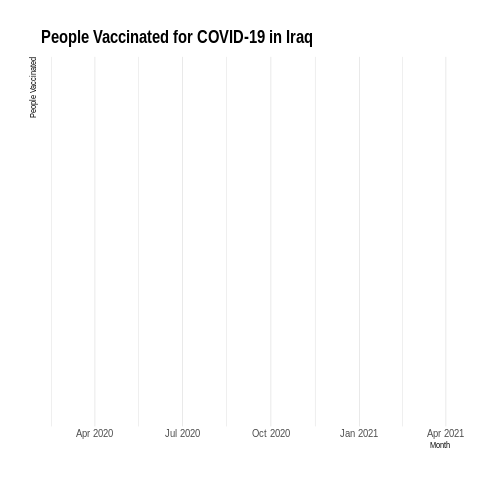 People Vaccinated for COVID-19 in Iraq
People Vaccinated
Apr 2020 Jul 2020 Oct 2020 Jan 2021 Apr 2021
Month